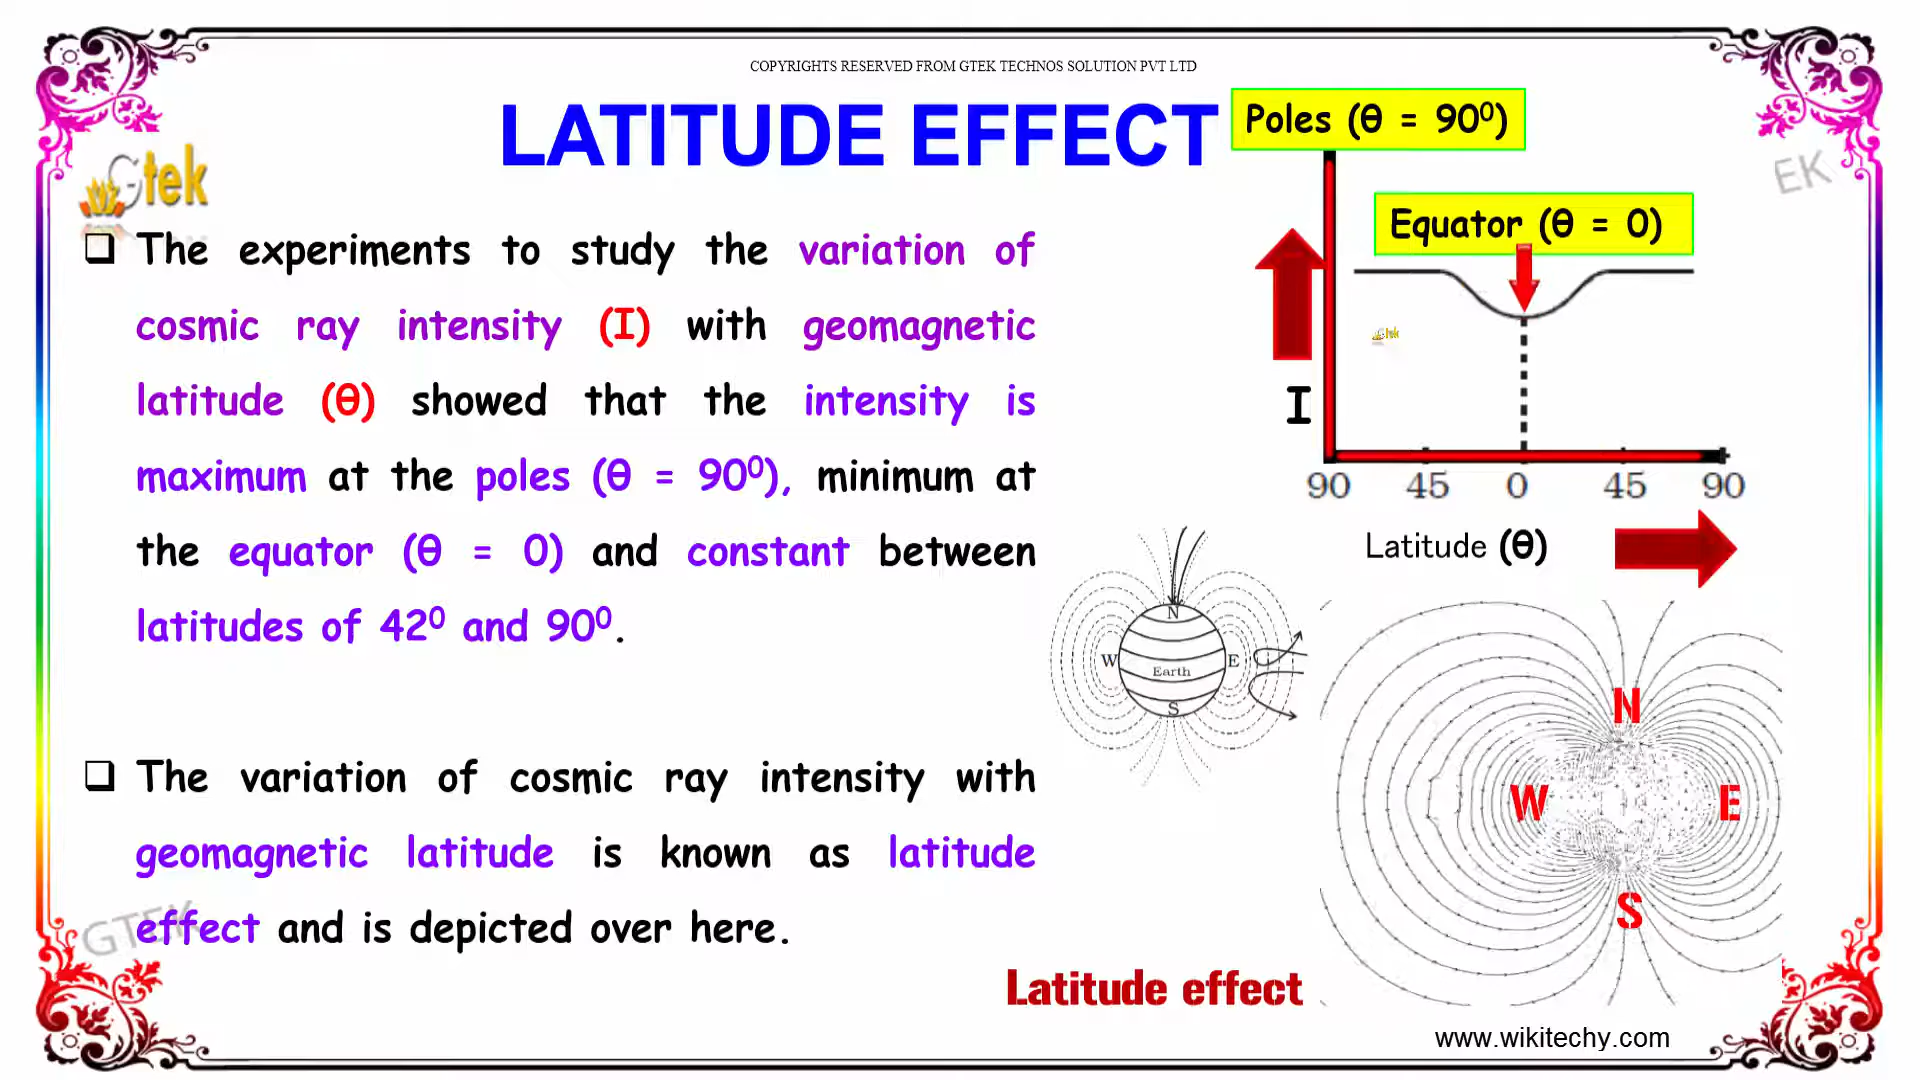 COPYRIGHTS RESERVED FROM GTEK TECHNOS SOLUTION PVT LTD
LATITUDE EFFECT
Poles (θ = 90⁰)
Gtek
EK
Equator (θ = 0)
❑ The experiments to study the variation of
cosmic ray intensity (I) with geomagnetic
latitude (θ) showed that the intensity is
maximum at the poles (θ = 90⁰), minimum at
the equator (θ = 0) and constant between
latitudes of 42⁰ and 90⁰.
Gtek
I
90 45 0 45 90
Latitude (θ)
N
W Earth E
S
N
W E
S
❑ The variation of cosmic ray intensity with
geomagnetic latitude is known as latitude
effect and is depicted over here.
GTEK
Latitude effect
www.wikitechy.com